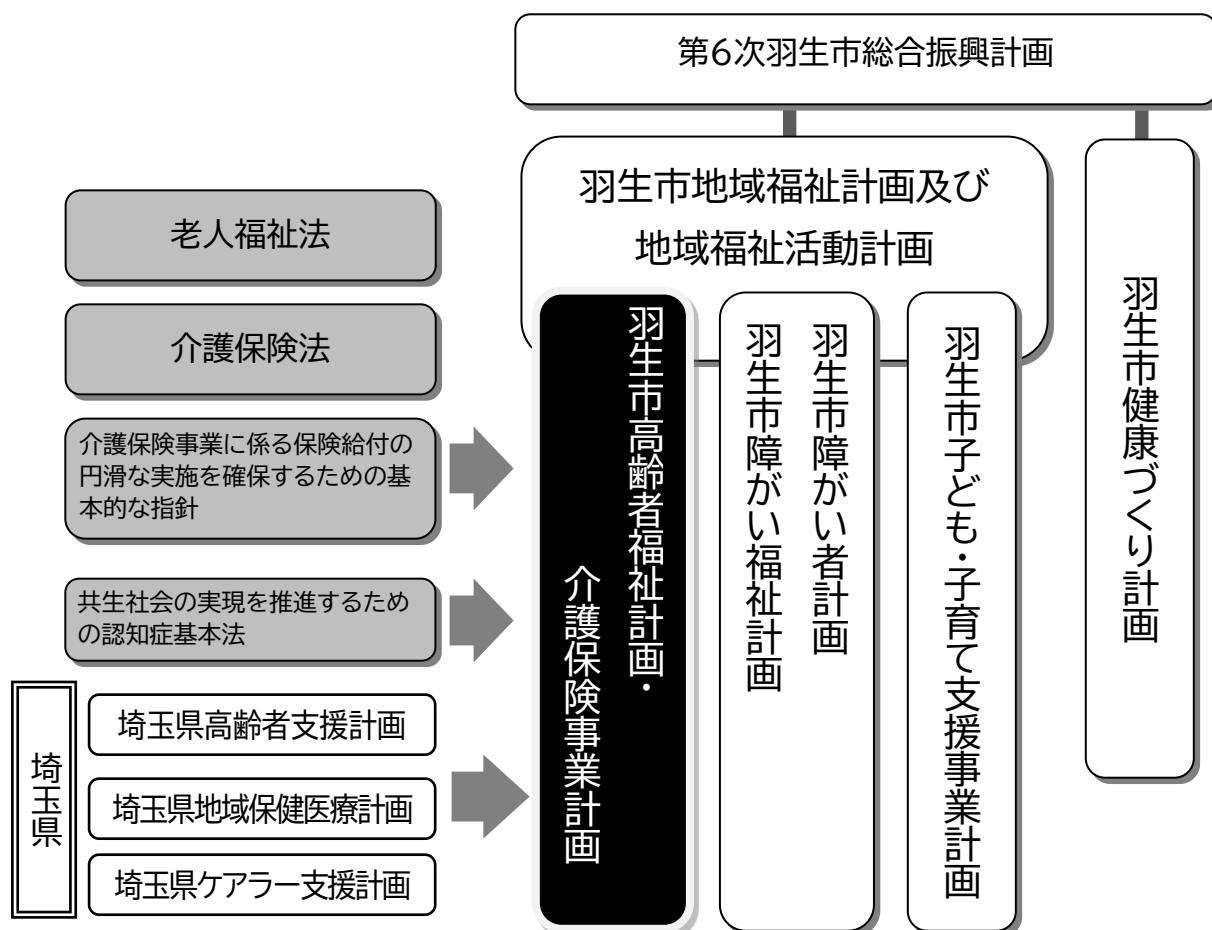 第6次羽生市総合振興計画
羽生市地域福祉計画及び
地域福祉活動計画
老人福祉法
介護保険法
介護保険事業に係る保険給付の
円滑な実施を確保するための基
本的な指針
共生社会の実現を推進するため
の認知症基本法
埼玉県
埼玉県高齢者支援計画
埼玉県地域保健医療計画
埼玉県ケアラー支援計画
羽生市高齢者福祉計画・
介護保険事業計画
羽生市障がい者計画
羽生市障がい福祉計画
羽生市子ども・子育て支援事業計画
羽生市健康づくり計画